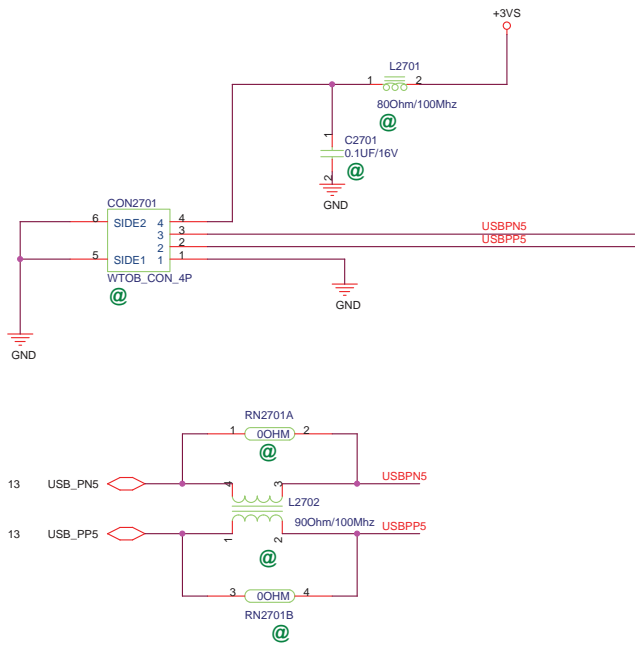 +3VS
L2701
1 2
80Ohm/100Mhz
@
1
C2701
0.1UF/16V
@
2
GND
CON2701
6 SIDE2 4 4
3 3
USBPN5
2 2
USBPP5
5 SIDE1 1 1
WTOB_CON_4P
@
GND
GND
RN2701A
1 0OHM 2
@
13 USB_PN5 4 3 USBPN5
L2702
90Ohm/100Mhz
13 USB_PP5 1 2 USBPP5
@
3 0OHM 4
RN2701B
@